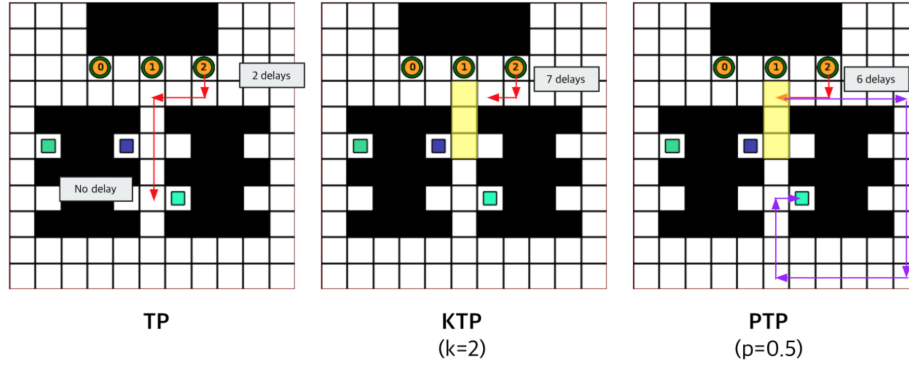 0 1 2
2 delays
No delay
TP
0 1 2
7 delays
KTP
(k=2)
0 1 2
6 delays
PTP
(p=0.5)